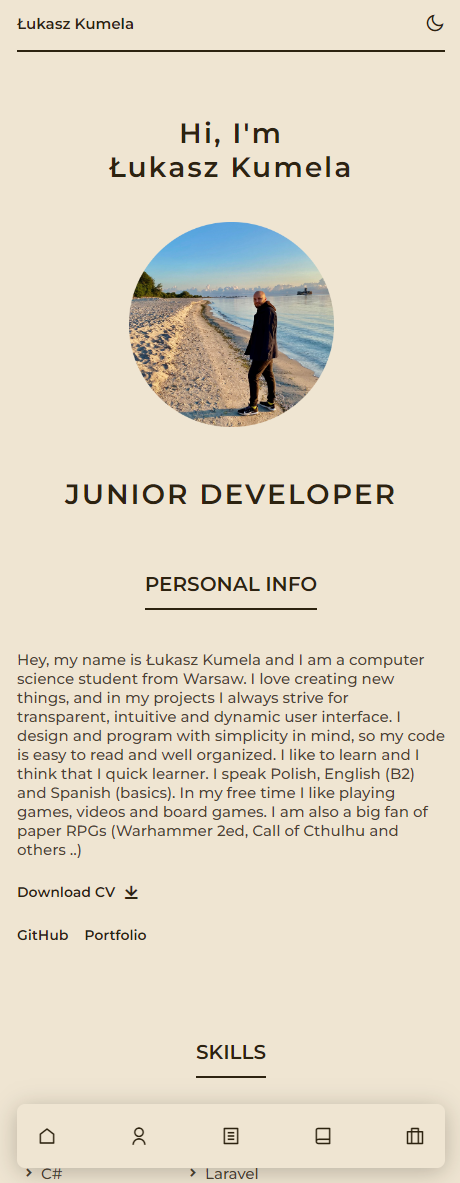 Łukasz Kumela
Hi, I'm
Łukasz Kumela
JUNIOR DEVELOPER
PERSONAL INFO
Hey, my name is Łukasz Kumela and I am a computer
science student from Warsaw. I love creating new
things, and in my projects I always strive for
transparent, intuitive and dynamic user interface. I
design and program with simplicity in mind, so my code
is easy to read and well organized. I like to learn and I
think that I quick learner. I speak Polish, English (B2)
and Spanish (basics). In my free time I like playing
games, videos and board games. I am also a big fan of
paper RPGs (Warhammer 2ed, Call of Cthulhu and
others ..)
Download CV
GitHub Portfolio
SKILLS
C# Laravel